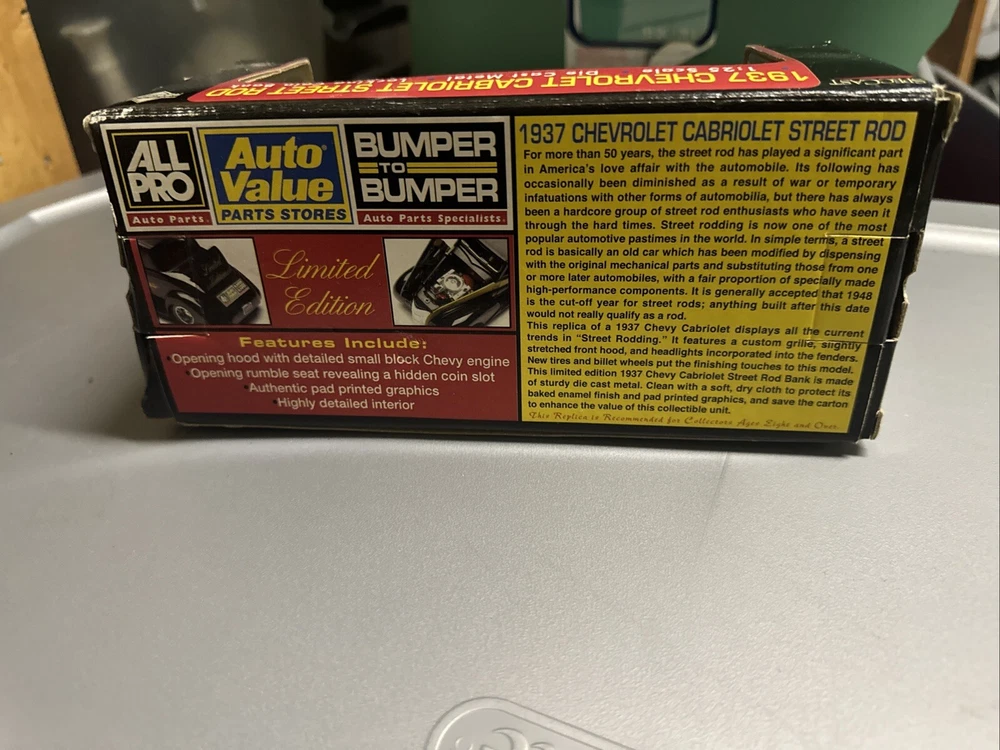 1937 CHEVROLET CABRIOLET STREET ROD
1:25 Scale
Die Cast Metal
ALL
PRO
Auto Parts.
Auto
Value
PARTS STORES
BUMPER
TO
BUMPER
Auto Parts Specialists.
Limited
Edition
Features Include:
•Opening hood with detailed small block Chevy engine
•Opening rumble seat revealing a hidden coin slot
•Authentic pad printed graphics
•Highly detailed interior
1937 CHEVROLET CABRIOLET STREET ROD
For more than 50 years, the street rod has played a significant part
in America's love affair with the automobile. Its following has
occasionally been diminished as a result of war or temporary
infatuations with other forms of automobilia, but there has always
been a hardcore group of street rod enthusiasts who have seen it
through the hard times. Street rodding is now one of the most
popular automotive pastimes in the world. In simple terms, a street
rod is basically an old car which has been modified by dispensing
with the original mechanical parts and substituting those from one
or more later automobiles, with a fair proportion of specially made
high-performance components. It is generally accepted that 1948
is the cut-off year for street rods; anything built after this date
would not really qualify as a rod.
This replica of a 1937 Chevy Cabriolet displays all the current
trends in "Street Rodding." It features a custom grille, slightly
stretched front hood, and headlights incorporated into the fenders.
New tires and billet wheels put the finishing touches to this model.
This limited edition 1937 Chevy Cabriolet Street Rod Bank is made
of sturdy die cast metal. Clean with a soft, dry cloth to protect its
baked enamel finish and pad printed graphics, and save the carton
to enhance the value of this collectible unit.
This Replica is Recommended for Collectors Ages Eight and Over.